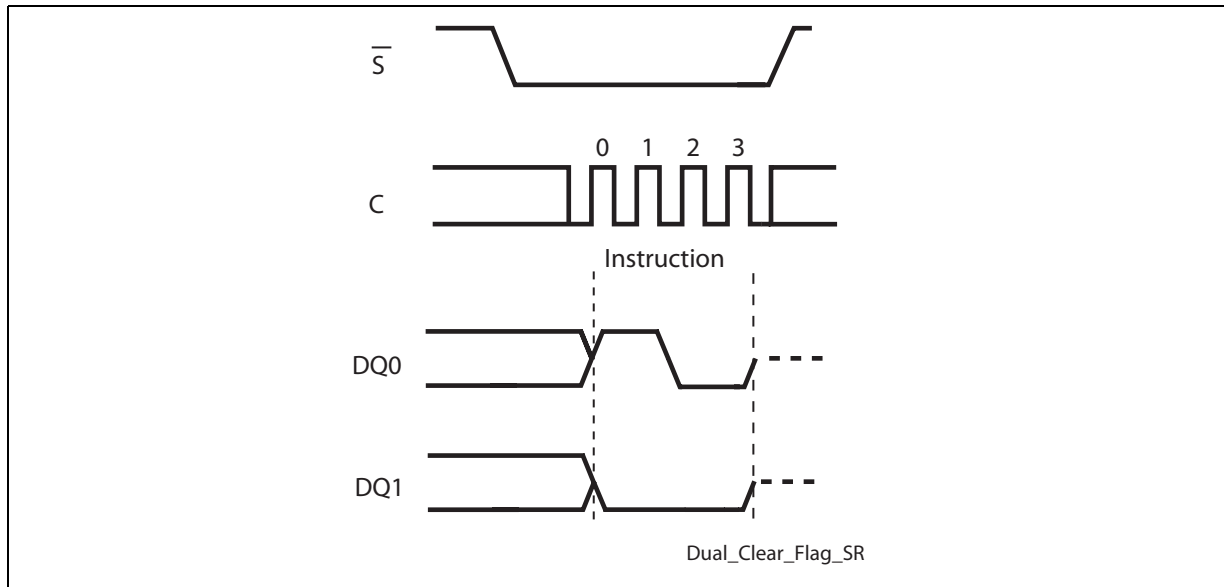 S̅
0 1 2 3
C
Instruction
DQ0
DQ1
Dual_Clear_Flag_SR